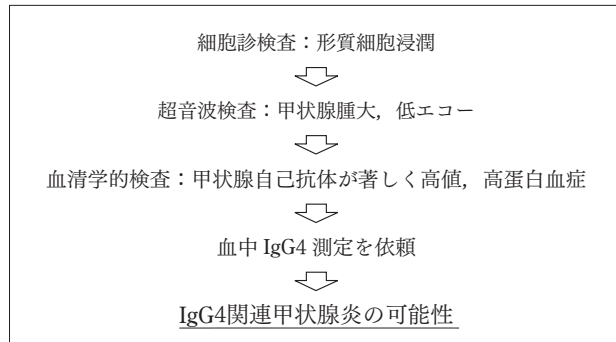 細胞診検査：形質細胞浸潤
超音波検査：甲状腺腫大，低エコー
血清学的検査：甲状腺自己抗体が著しく高値，高蛋白血症
血中 IgG4 測定を依頼
IgG4関連甲状腺炎の可能性